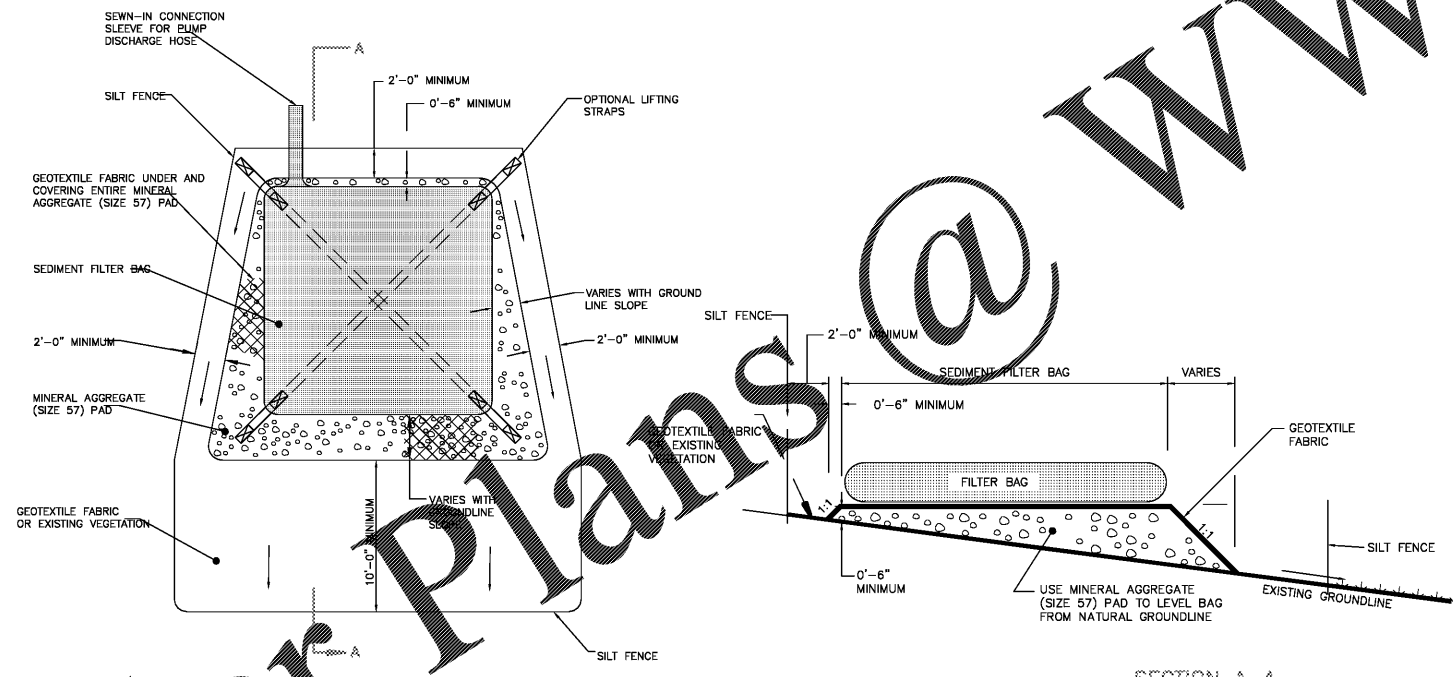 SEWN-IN CONNECTION
SLEEVE FOR PUMP
DISCHARGE HOSE
A
2'-0" MINIMUM
0'-6" MINIMUM
SILT FENCE
OPTIONAL LIFTING
STRAPS
GEOTEXTILE FABRIC UNDER AND
COVERING ENTIRE MINERAL
AGGREGATE (SIZE 57) PAD
SEDIMENT FILTER BAG
VARIES WITH GROUND
LINE SLOPE
2'-0" MINIMUM
2'-0" MINIMUM
MINERAL AGGREGATE
(SIZE 57) PAD
VARIES WITH
GROUNDLINE
SLOPE
10'-0" MINIMUM
GEOTEXTILE FABRIC
OR EXISTING VEGETATION
A
SILT FENCE
SILT FENCE
2'-0" MINIMUM
SEDIMENT FILTER BAG
VARIES
0'-6" MINIMUM
GEOTEXTILE FABRIC
OR EXISTING
VEGETATION
GEOTEXTILE
FABRIC
FILTER BAG
1:1
1:1
SILT FENCE
0'-6"
MINIMUM
USE MINERAL AGGREGATE
(SIZE 57) PAD TO LEVEL BAG
FROM NATURAL GROUNDLINE
EXISTING GROUNDLINE
SECTION A-A
r Plans @ WW